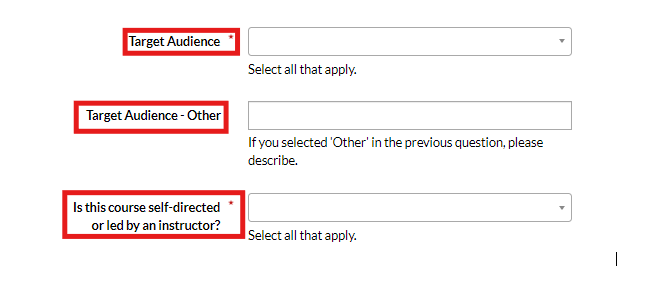 Target Audience *
Select all that apply.
Target Audience - Other
If you selected 'Other' in the previous question, please
describe.
Is this course self-directed *
or led by an instructor?
Select all that apply.